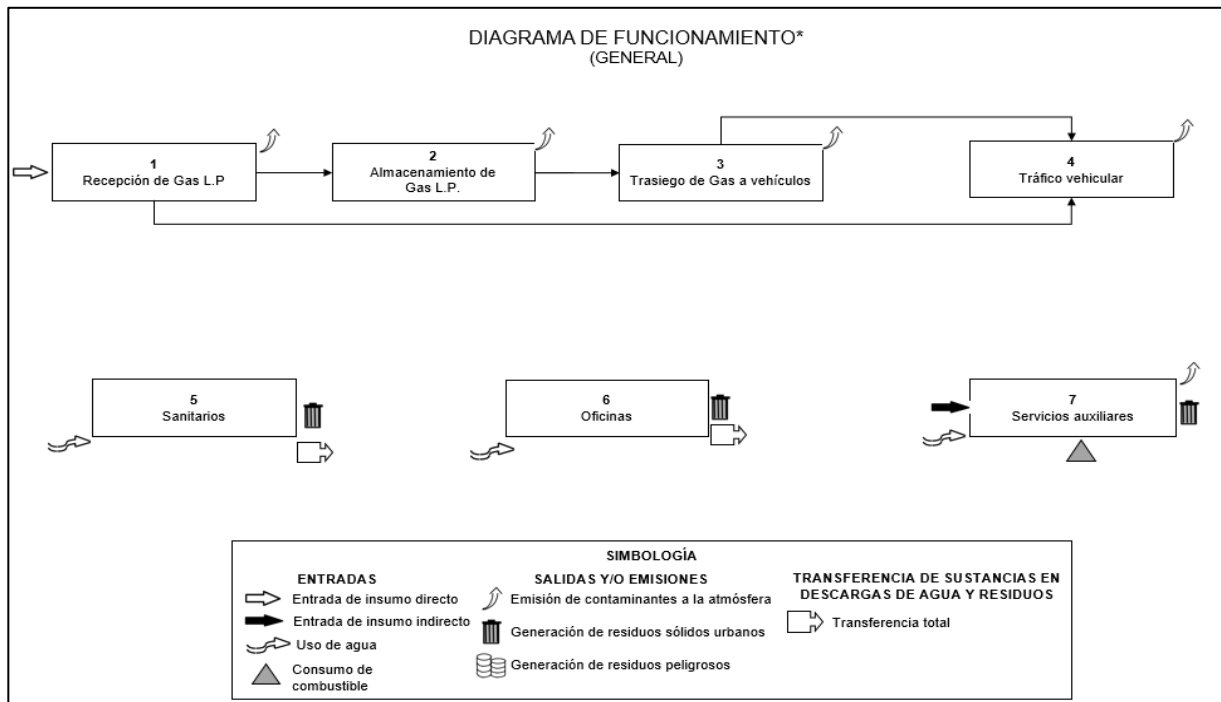 DIAGRAMA DE FUNCIONAMIENTO*
(GENERAL)
1
Recepción de Gas L.P
2
Almacenamiento de
Gas L.P.
3
Trasiego de Gas a vehículos
4
Tráfico vehicular
5
Sanitarios
6
Oficinas
7
Servicios auxiliares
SIMBOLOGÍA
ENTRADAS
Entrada de insumo directo
Entrada de insumo indirecto
Uso de agua
Consumo de
combustible
SALIDAS Y/O EMISIONES
Emisión de contaminantes a la atmósfera
Generación de residuos sólidos urbanos
Generación de residuos peligrosos
TRANSFERENCIA DE SUSTANCIAS EN
DESCARGAS DE AGUA Y RESIDUOS
Transferencia total